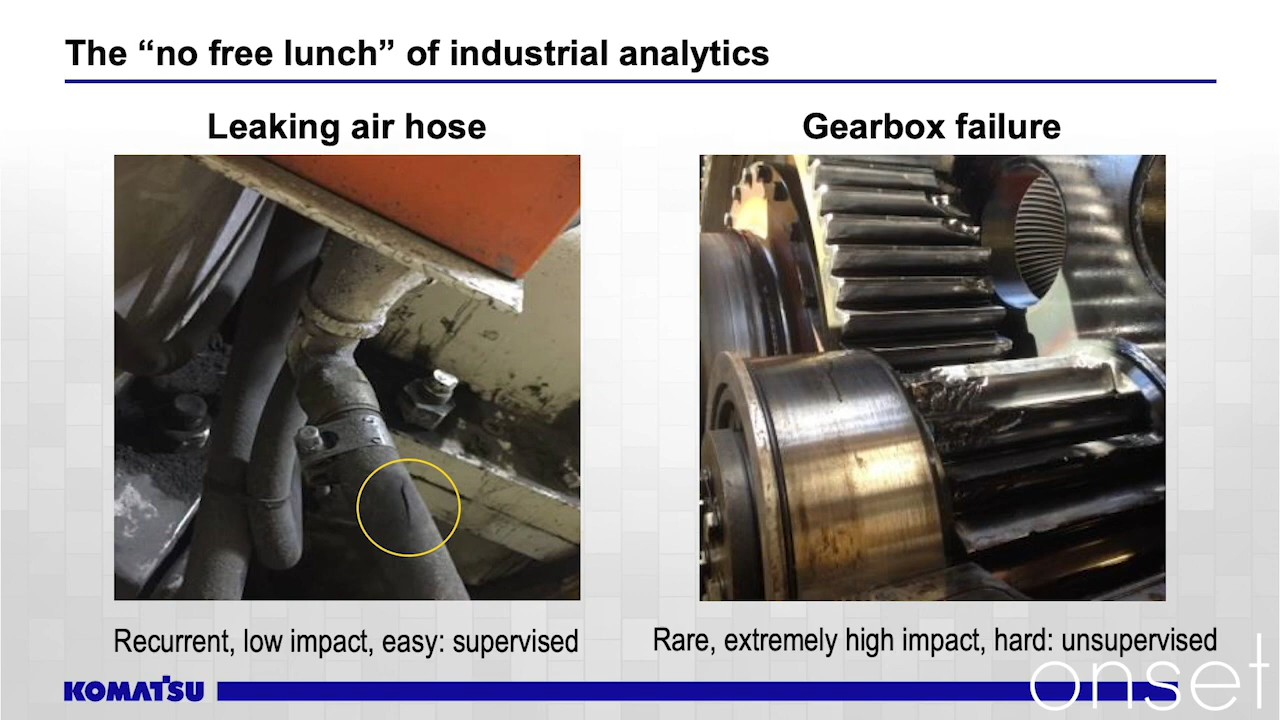 The “no free lunch” of industrial analytics
Leaking air hose
Gearbox failure
Recurrent, low impact, easy: supervised
Rare, extremely high impact, hard: unsupervised
KOMATSU
onset